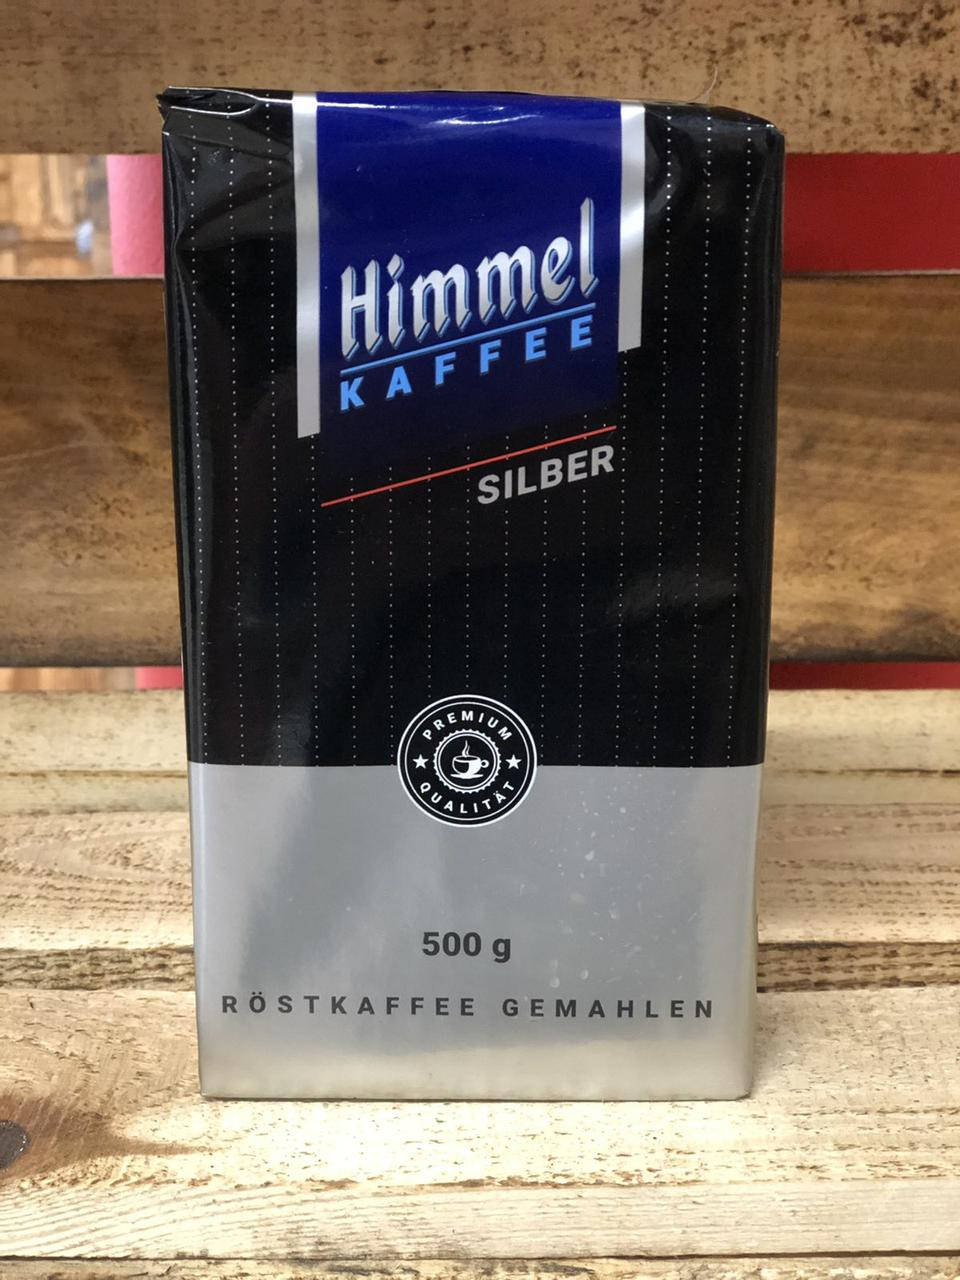 Himmel
KAFFEE
SILBER
PREMIUM
QUALITÄT
500 g
RÖSTKAFFEE GEMAHLEN